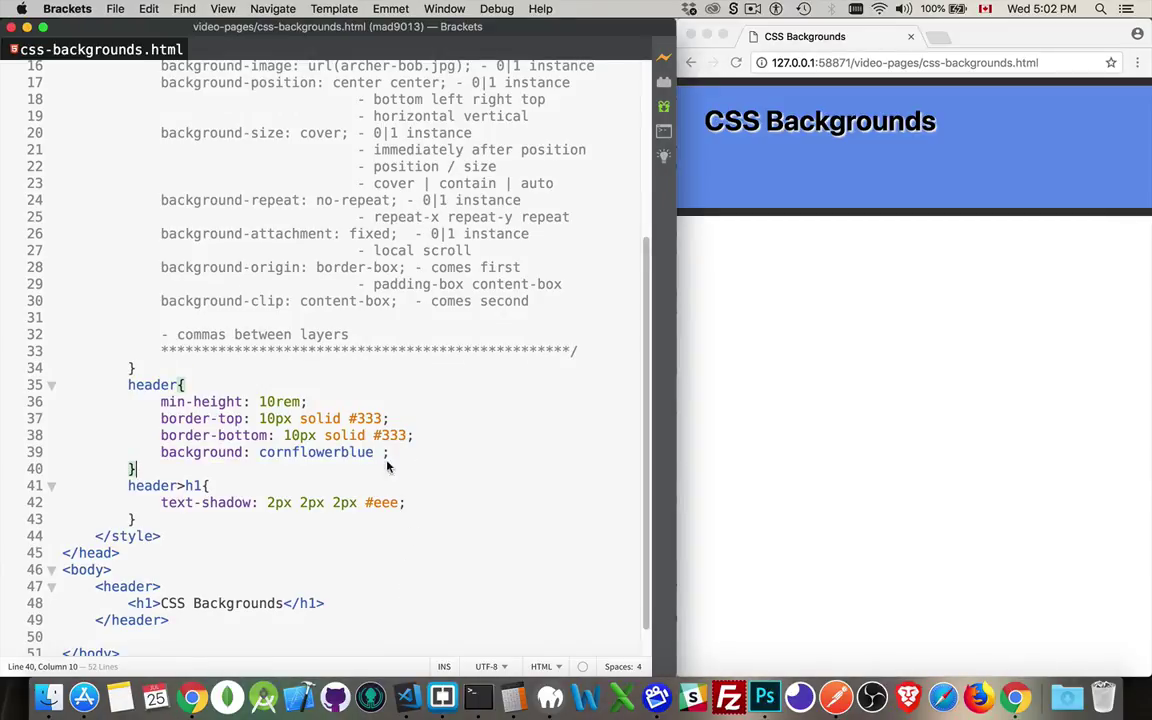 Brackets File Edit Find View Navigate Template Emmet Window Debug Help
100% Wed 5:02 PM
video-pages/css-backgrounds.html (mad9013) — Brackets
css-backgrounds.html
16 background-image: url(archer-bob.jpg); - 0|1 instance
17 background-position: center center; - 0|1 instance
18 - bottom left right top
19 - horizontal vertical
20 background-size: cover; - 0|1 instance
21 - immediately after position
22 - position / size
23 - cover | contain | auto
24 background-repeat: no-repeat; - 0|1 instance
25 - repeat-x repeat-y repeat
26 background-attachment: fixed; - 0|1 instance
27 - local scroll
28 background-origin: border-box; - comes first
29 - padding-box content-box
30 background-clip: content-box; - comes second
31
32 - commas between layers
33 **************************************************/
34 }
35 header{
36 min-height: 10rem;
37 border-top: 10px solid #333;
38 border-bottom: 10px solid #333;
39 background: cornflowerblue ;
40 }
41 header>h1{
42 text-shadow: 2px 2px 2px #eee;
43 }
44 </style>
45 </head>
46 <body>
47 <header>
48 <h1>CSS Backgrounds</h1>
49 </header>
50
51 </body>
Line 40, Column 10 — 52 Lines
INS UTF-8 HTML Spaces: 4
CSS Backgrounds
127.0.0.1:58871/video-pages/css-backgrounds.html
CSS Backgrounds
JUL
25
Ps